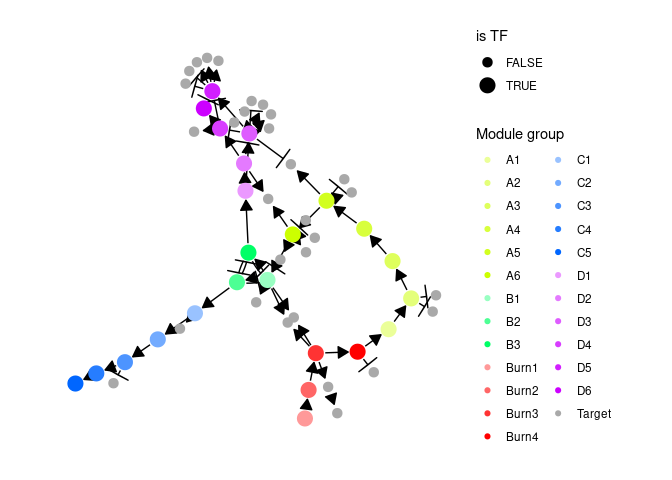 is TF
FALSE
TRUE
Module group
A1
A2
A3
A4
A5
A6
B1
B2
B3
Burn1
Burn2
Burn3
Burn4
C1
C2
C3
C4
C5
D1
D2
D3
D4
D5
D6
Target